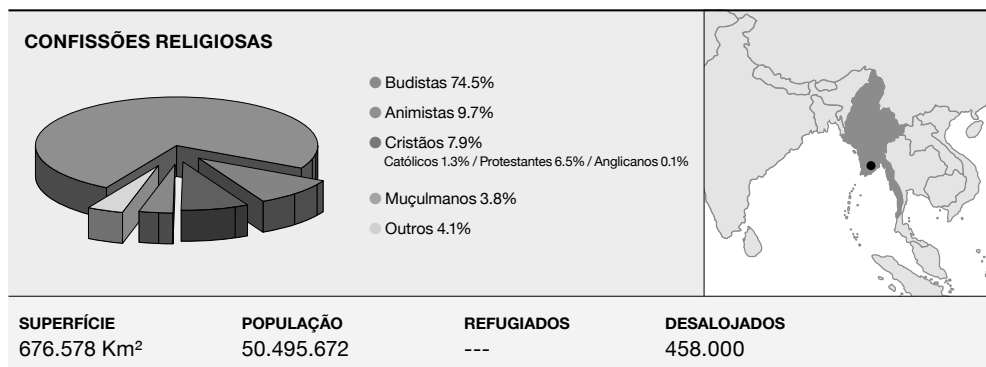 CONFISSÕES RELIGIOSAS
Budistas 74.5%
Animistas 9.7%
Cristãos 7.9%
Católicos 1.3% / Protestantes 6.5% / Anglicanos 0.1%
Muçulmanos 3.8%
Outros 4.1%
SUPERFÍCIE POPULAÇÃO REFUGIADOS DESALOJADOS
676.578 Km² 50.495.672 --- 458.000